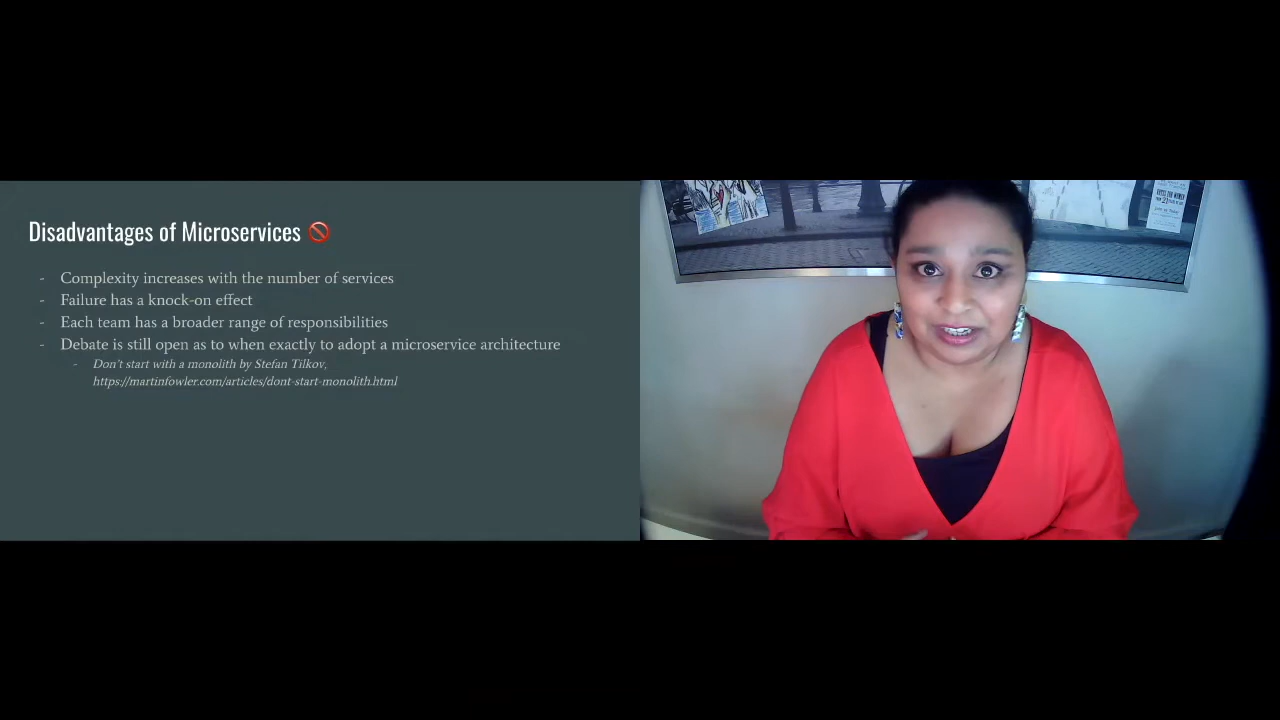 Disadvantages of Microservices 🚫
- Complexity increases with the number of services
- Failure has a knock-on effect
- Each team has a broader range of responsibilities
- Debate is still open as to when exactly to adopt a microservice architecture
- Don't start with a monolith by Stefan Tilkov,
https://martinfowler.com/articles/dont-start-monolith.html